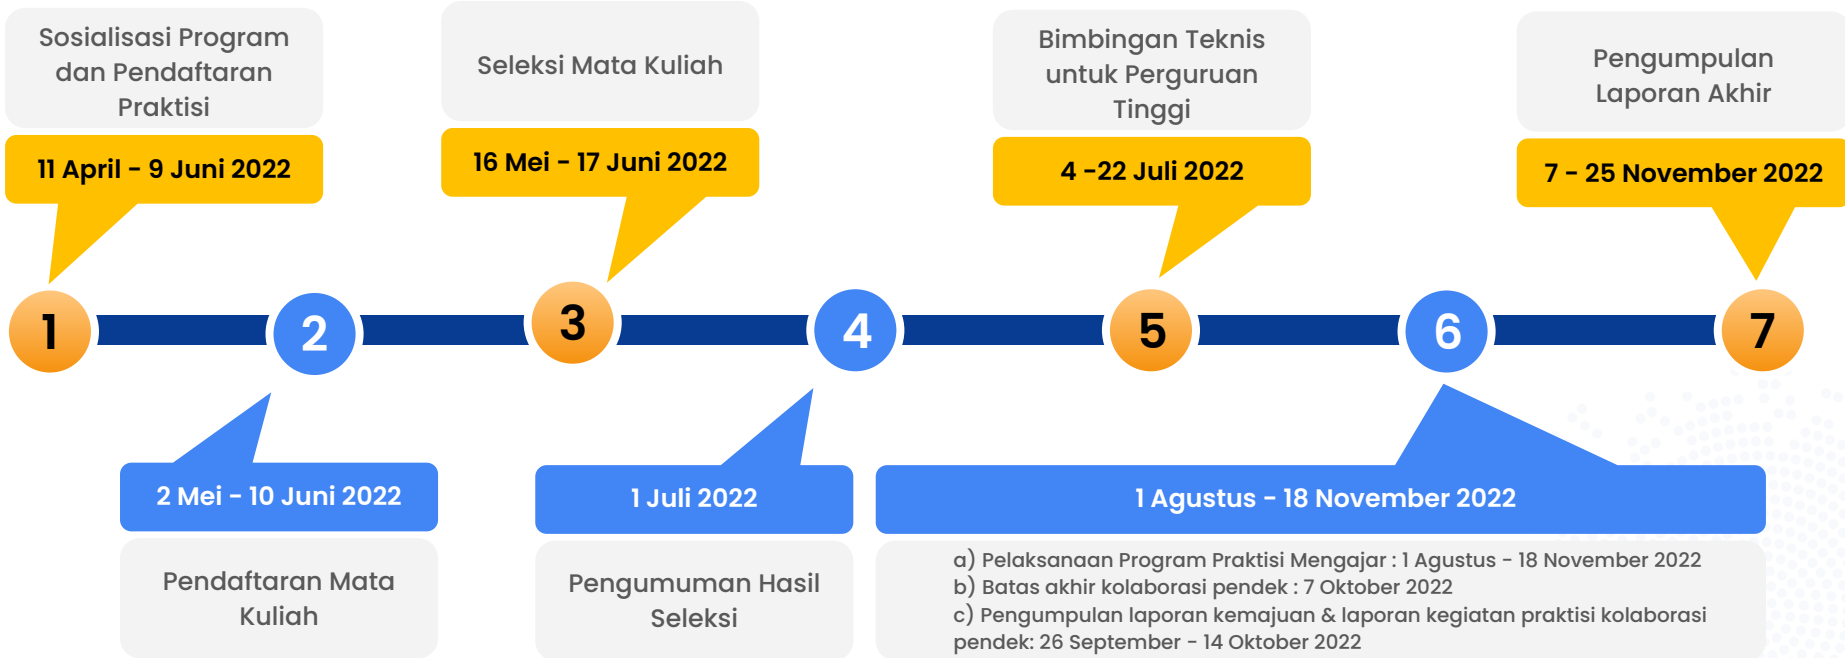 Sosialisasi Program
dan Pendaftaran
Praktisi
11 April - 9 Juni 2022
Seleksi Mata Kuliah
16 Mei - 17 Juni 2022
Bimbingan Teknis
untuk Perguruan
Tinggi
4 -22 Juli 2022
Pengumpulan
Laporan Akhir
7 - 25 November 2022
1
2
3
4
5
6
7
2 Mei - 10 Juni 2022
Pendaftaran Mata
Kuliah
1 Juli 2022
Pengumuman Hasil
Seleksi
1 Agustus - 18 November 2022
a) Pelaksanaan Program Praktisi Mengajar : 1 Agustus - 18 November 2022
b) Batas akhir kolaborasi pendek : 7 Oktober 2022
c) Pengumpulan laporan kemajuan & laporan kegiatan praktisi kolaborasi
pendek: 26 September - 14 Oktober 2022